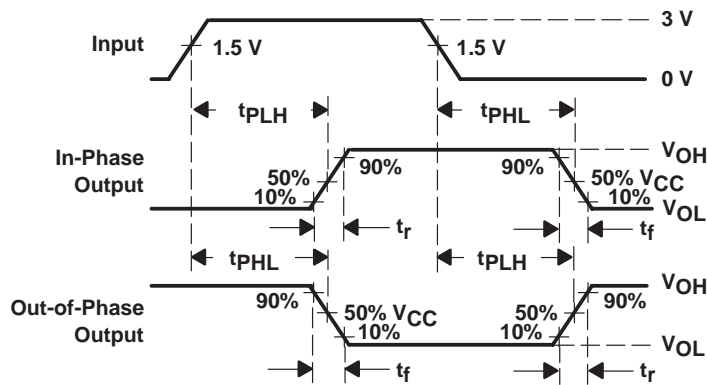 3 V
Input
1.5 V
1.5 V
0 V
tPLH
tPHL
In-Phase
Output
90%
90%
VOH
50%
50% VCC
10%
10%
VOL
tr
tf
tPHL
tPLH
Out-of-Phase
Output
90%
90%
VOH
50% VCC
50%
10%
10%
VOL
tf
tr